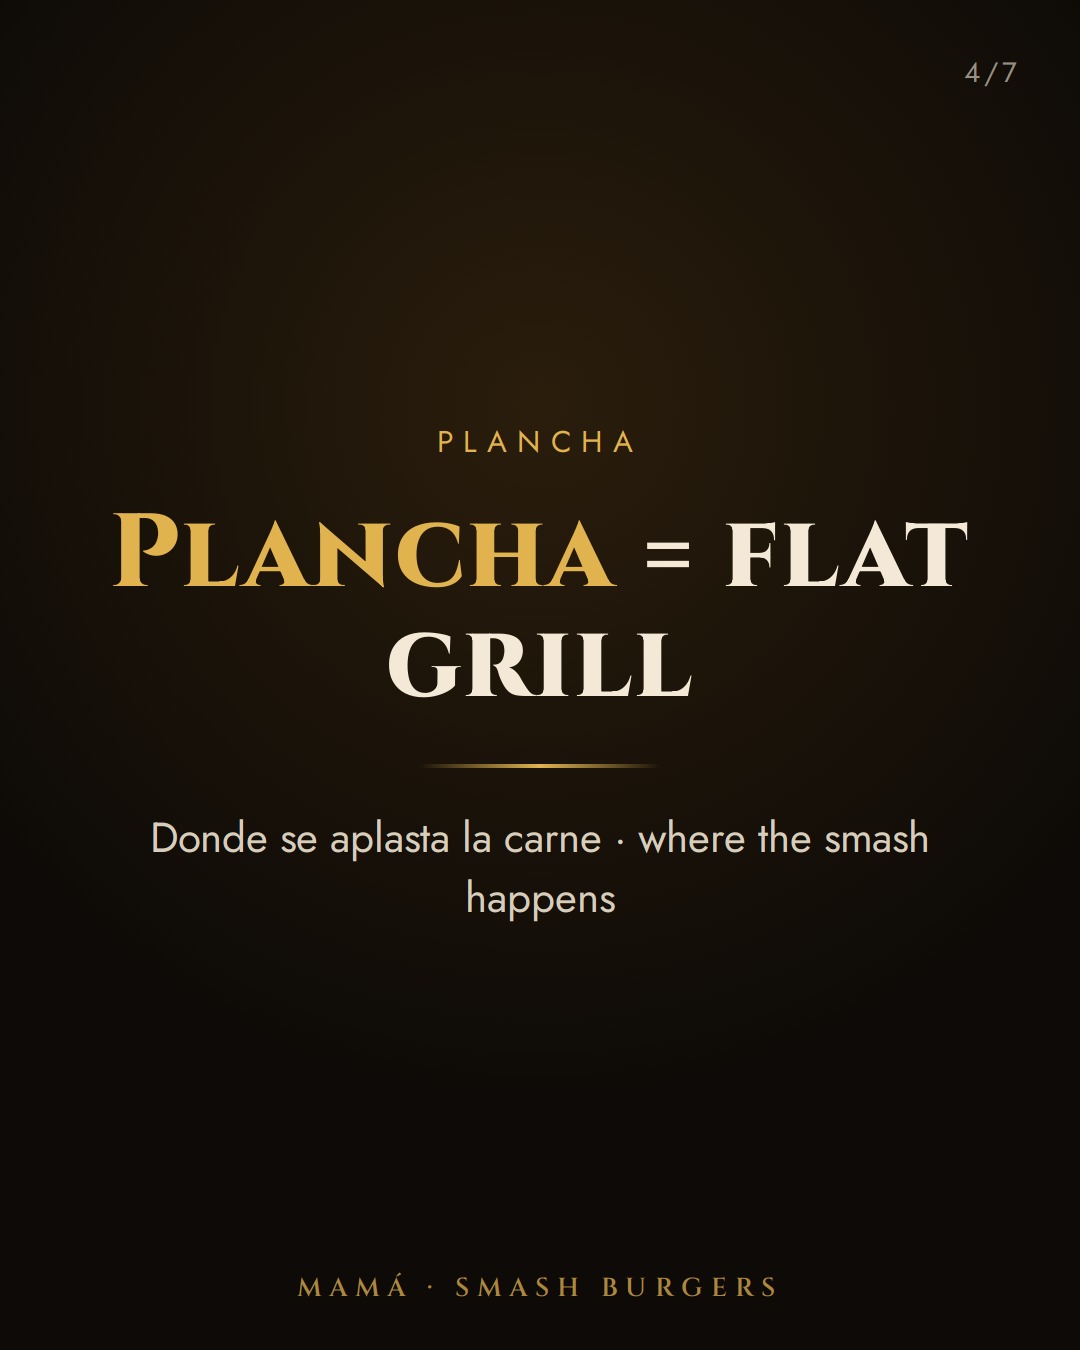 4/7
PLANCHA
PLANCHA = FLAT
GRILL
Donde se aplasta la carne · where the smash
happens
MAMÁ · SMASH BURGERS